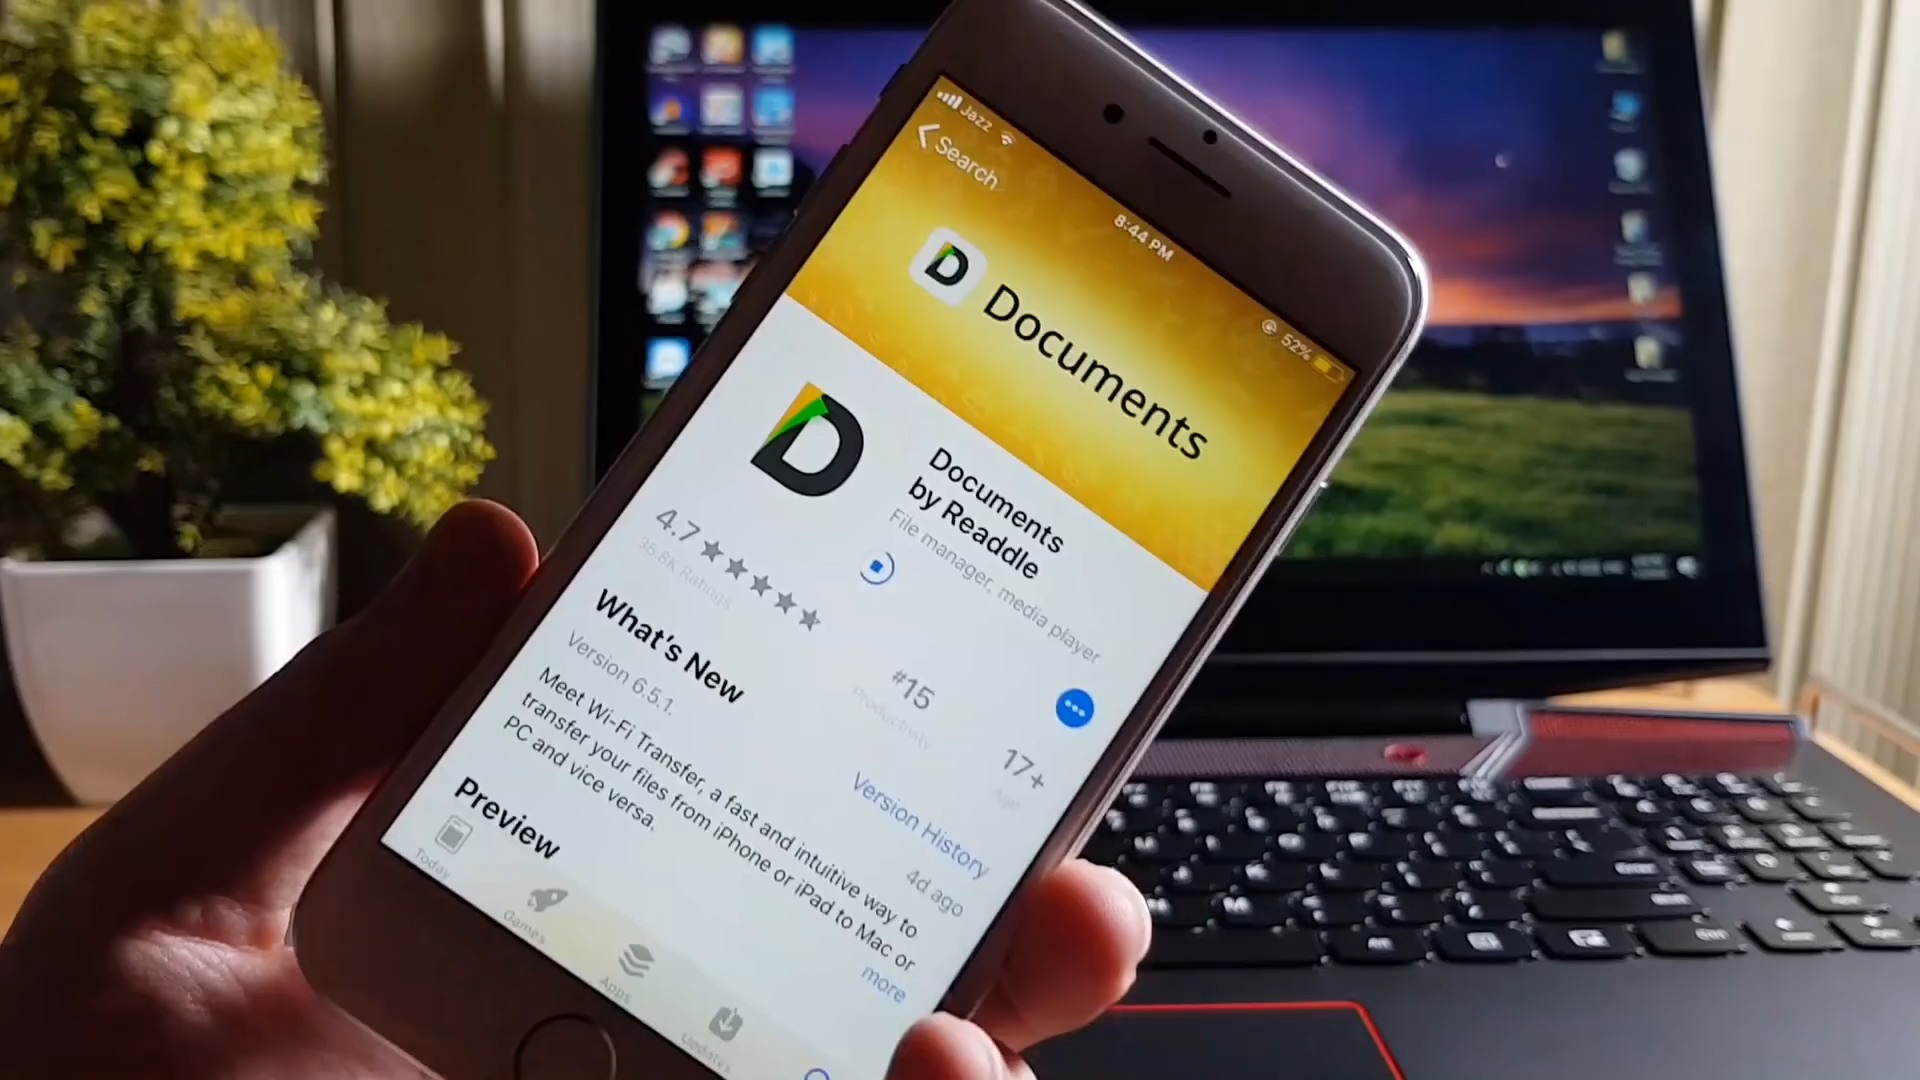 Jazz
8:44 PM
52%
Search
Documents
Documents
by Readdle
File manager, media player
4.7
35.8K Ratings
#15
Productivity
17+
Age
What's New
Version History
Version 6.5.1.
4d ago
Meet Wi-Fi Transfer, a fast and intuitive way to
transfer your files from iPhone or iPad to Mac or
PC and vice versa.
more
Preview
Today
Games
Apps
Updates